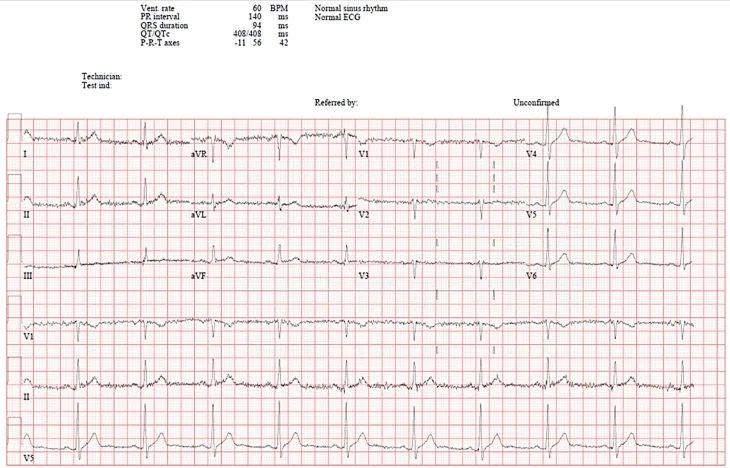 Vent. rate 60 BPM Normal sinus rhythm
PR interval 140 ms Normal ECG
QRS duration 94 ms
QT/QTc 408/408 ms
P-R-T axes -11 56 42
Technician:
Test ind:
Referred by: Unconfirmed
I aVR V1 V4
II aVL V2 V5
III aVF V3 V6
V1
II
V5